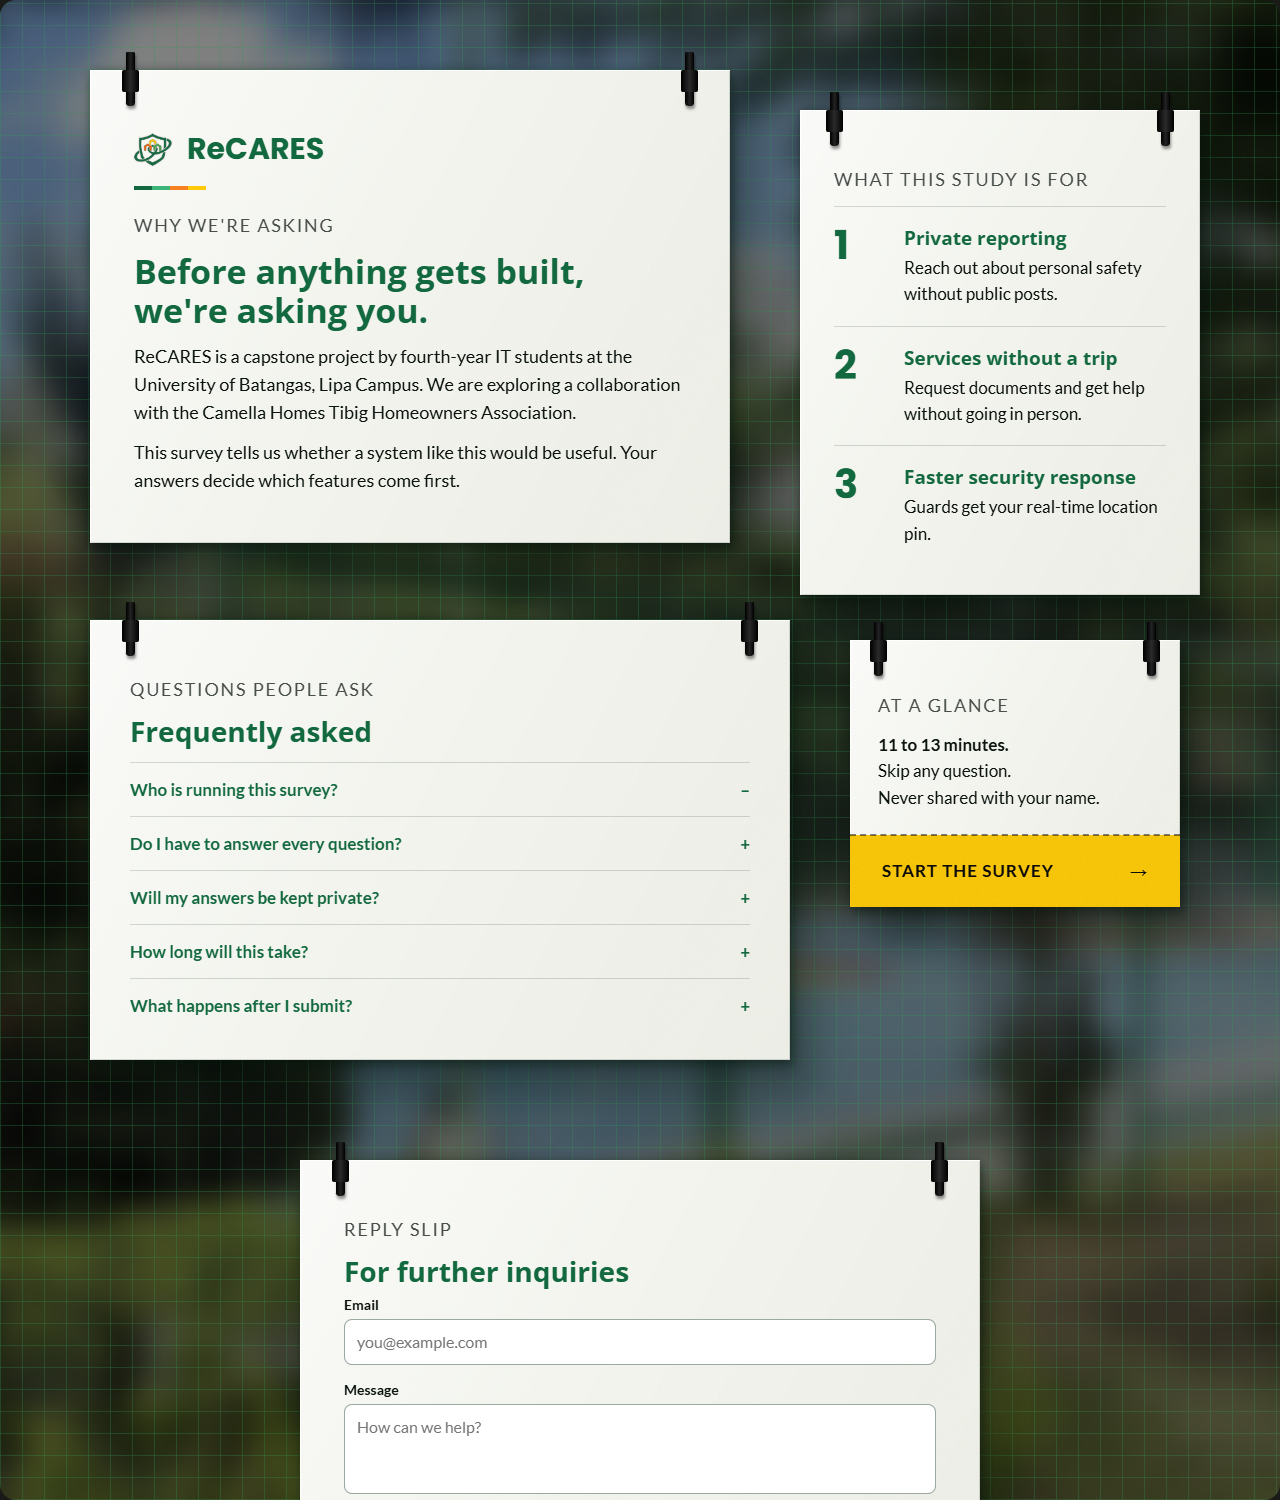 ReCARES
WHY WE'RE ASKING
Before anything gets built,
we're asking you.
ReCARES is a capstone project by fourth-year IT students at the
University of Batangas, Lipa Campus. We are exploring a collaboration
with the Camella Homes Tibig Homeowners Association.
This survey tells us whether a system like this would be useful. Your
answers decide which features come first.
WHAT THIS STUDY IS FOR
1
Private reporting
Reach out about personal safety
without public posts.
2
Services without a trip
Request documents and get help
without going in person.
3
Faster security response
Guards get your real-time location
pin.
QUESTIONS PEOPLE ASK
Frequently asked
Who is running this survey? –
Do I have to answer every question? +
Will my answers be kept private? +
How long will this take? +
What happens after I submit? +
AT A GLANCE
11 to 13 minutes.
Skip any question.
Never shared with your name.
START THE SURVEY →
REPLY SLIP
For further inquiries
Email
you@example.com
Message
How can we help?